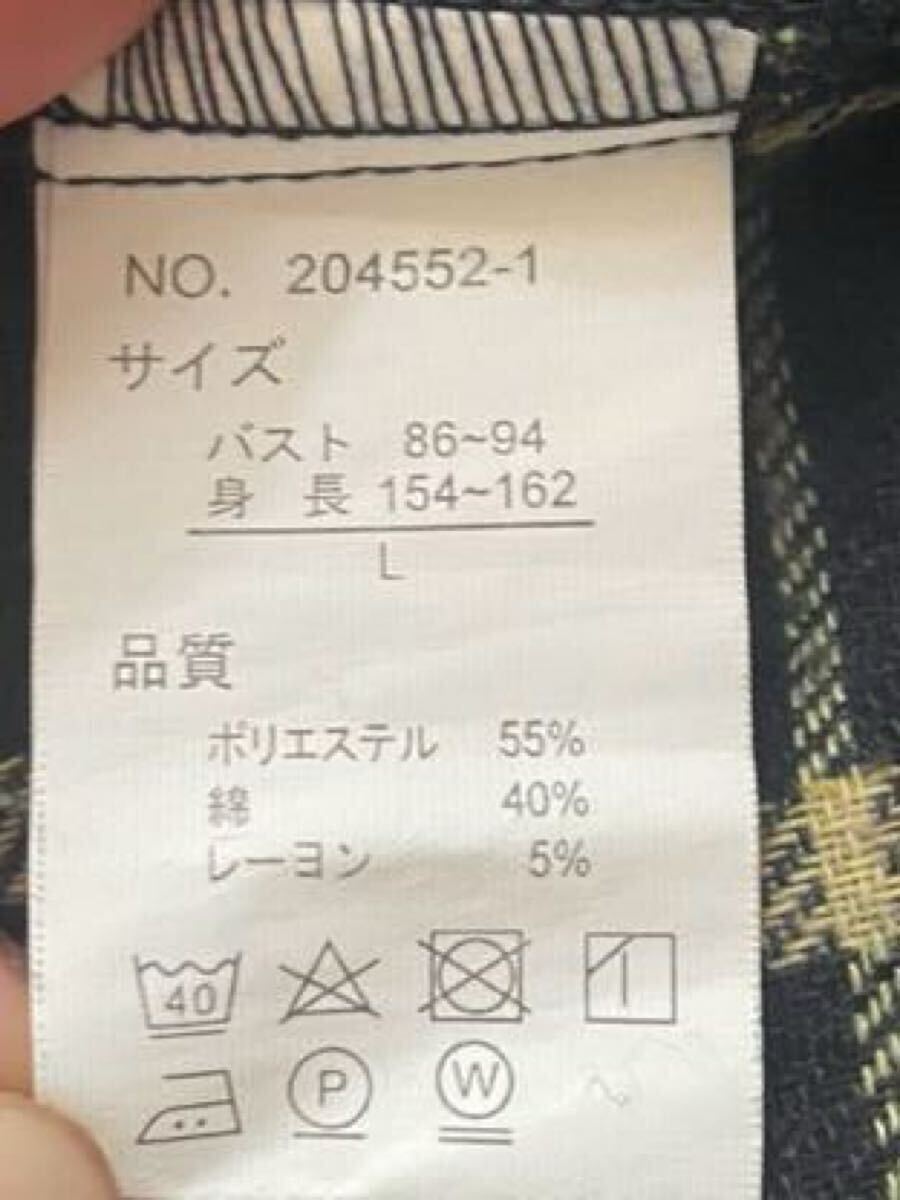 NO. 204552-1
サイズ
バスト 86~94
身 長 154~162
L
品質
ポリエステル 55%
綿 40%
レーヨン 5%
40
P W